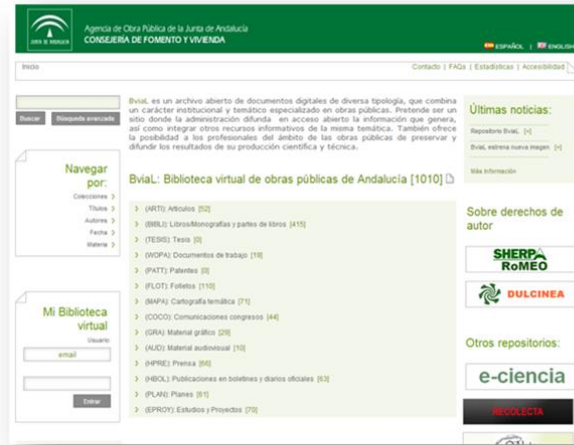 Agencia de Obra Pública de la Junta de Andalucía
CONSEJERÍA DE FOMENTO Y VIVIENDA
JUNTA DE ANDALUCIA
ESPAÑOL | ENGLISH
Inicio
Contacto | FAQs | Estadísticas | Accesibilidad
Buscar Búsqueda avanzada
Navegar
por:
Colecciones
Títulos
Autores
Fecha
Materia
Mi Biblioteca
virtual
Usuario
email
Entrar
BviaL es un archivo abierto de documentos digitales de diversa tipología, que combina
un carácter institucional y temático especializado en obras públicas. Pretende ser un
sitio donde la administración difunda en acceso abierto la información que genera,
así como integrar otros recursos informativos de la misma temática. También ofrece
la posibilidad a los profesionales del ámbito de las obras públicas de preservar y
difundir los resultados de su producción científica y técnica.
BviaL: Biblioteca virtual de obras públicas de Andalucía [1010]
(ARTI): Artículos [52]
(BIBLI): Libros/Monografías y partes de libros [415]
(TESIS): Tesis [0]
(WOPA): Documentos de trabajo [18]
(PATT): Patentes [0]
(FLOT): Folletos [110]
(MAPA): Cartografía temática [71]
(COCO): Comunicaciones congresos [44]
(GRA): Material gráfico [29]
(AUD): Material audiovisual [10]
(HPRE): Prensa [66]
(HBOL): Publicaciones en boletines y diarios oficiales [63]
(PLAN): Planes [61]
(EPROY): Estudios y Proyectos [70]
Últimas noticias:
Repositorio BviaL [+]
BviaL estrena nueva imagen [+]
Más información
Sobre derechos de
autor
SHERPA
RoMEO
DULCINEA
Otros repositorios:
e-ciencia
RECOLECTA